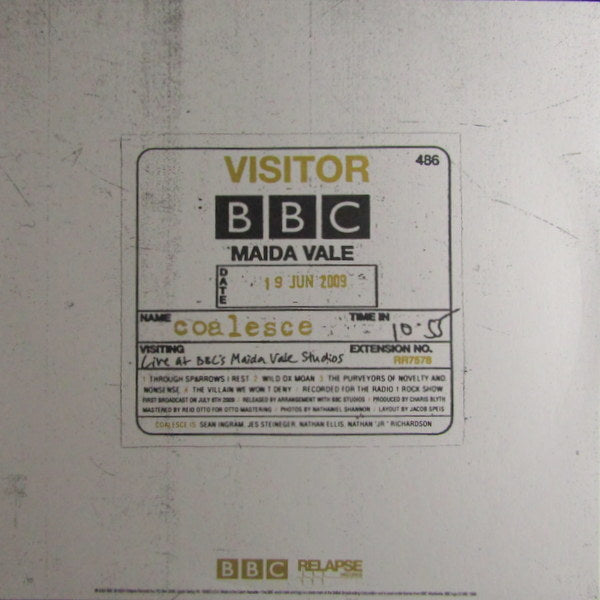 VISITOR
486
BBC
MAIDA VALE
DATE
19 JUN 2009
NAME
coalesce
TIME IN
10.55
VISITING
Live at BBC's Maida Vale Studios
EXTENSION NO.
RR7578
1 THROUGH SPARROWS I REST 2 WILD OX MOAN 3 THE PURVEYORS OF NOVELTY AND
NONSENSE 4 THE VILLAIN WE WON T DENY / RECORDED FOR THE RADIO 1 ROCK SHOW
FIRST BROADCAST ON JULY 6TH 2009 / RELEASED BY ARRANGEMENT WITH BBC STUDIOS / PRODUCED BY CHARIS BLYTH
MASTERED BY REID OTTO FOR OTTO MASTERING / PHOTOS BY NATHANIEL SHANNON / LAYOUT BY JACOB SPEIS
COALESCE IS SEAN INGRAM, JES STEINEGER, NATHAN ELLIS, NATHAN "JR" RICHARDSON
BBC RELAPSE